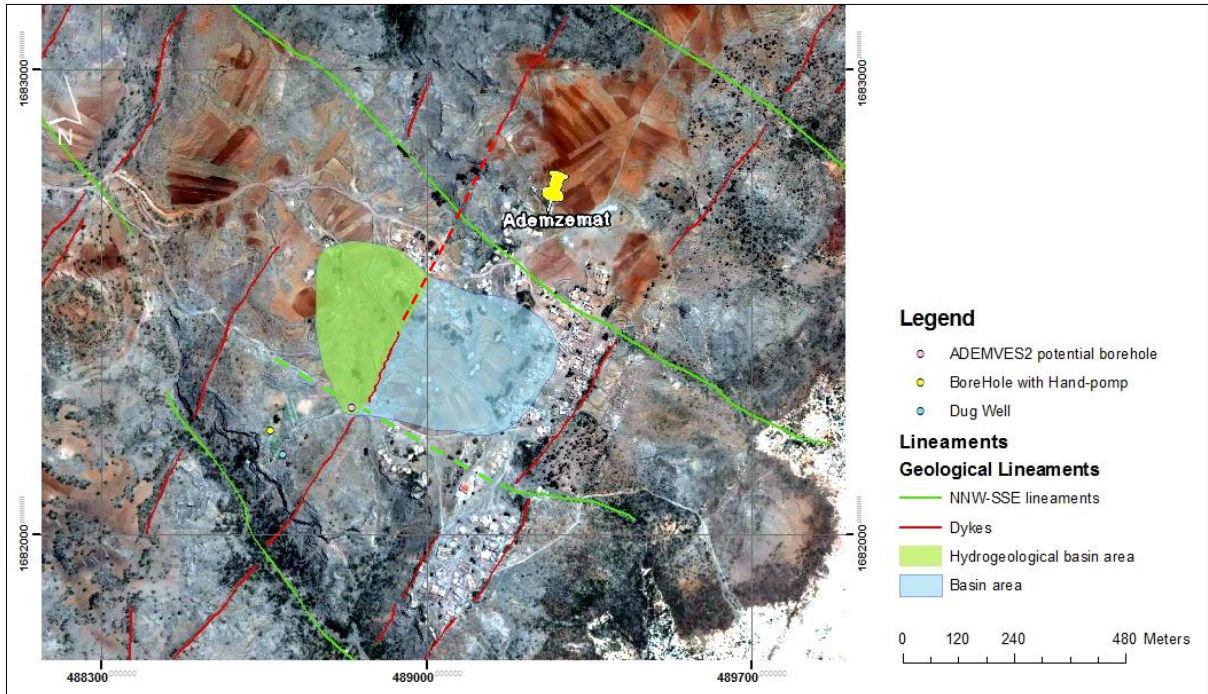 N
Ademzemat
1683000
1683000
1682000
1682000
488300
489000
489700
Legend
ADEMVES2 potential borehole
BoreHole with Hand-pomp
Dug Well
Lineaments
Geological Lineaments
NNW-SSE lineaments
Dykes
Hydrogeological basin area
Basin area
0 120 240 480 Meters